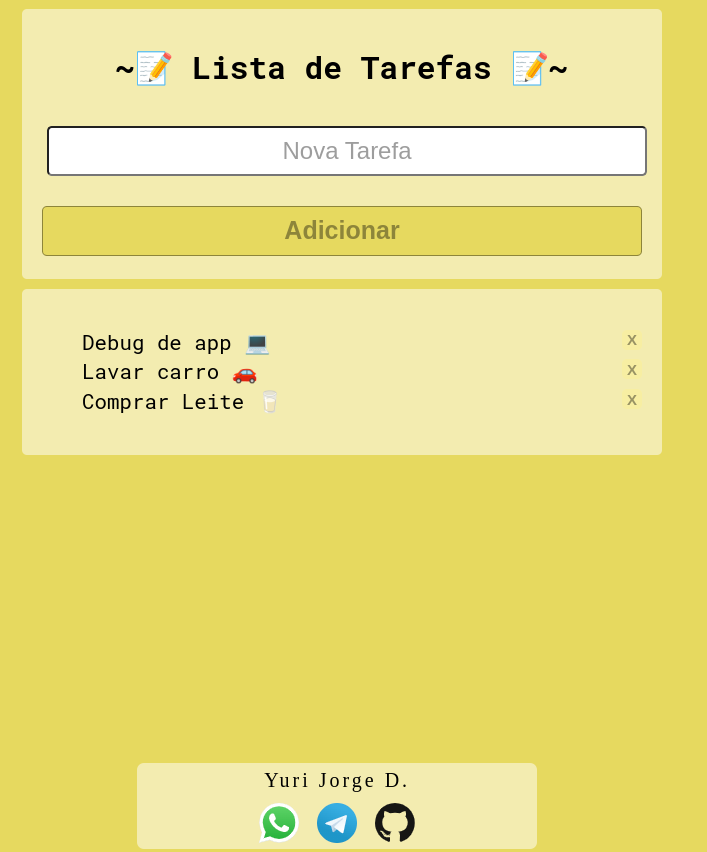 ~📝 Lista de Tarefas 📝~
Nova Tarefa
Adicionar
Debug de app 💻 X
Lavar carro 🚗 X
Comprar Leite 🥛 X
Yuri Jorge D.